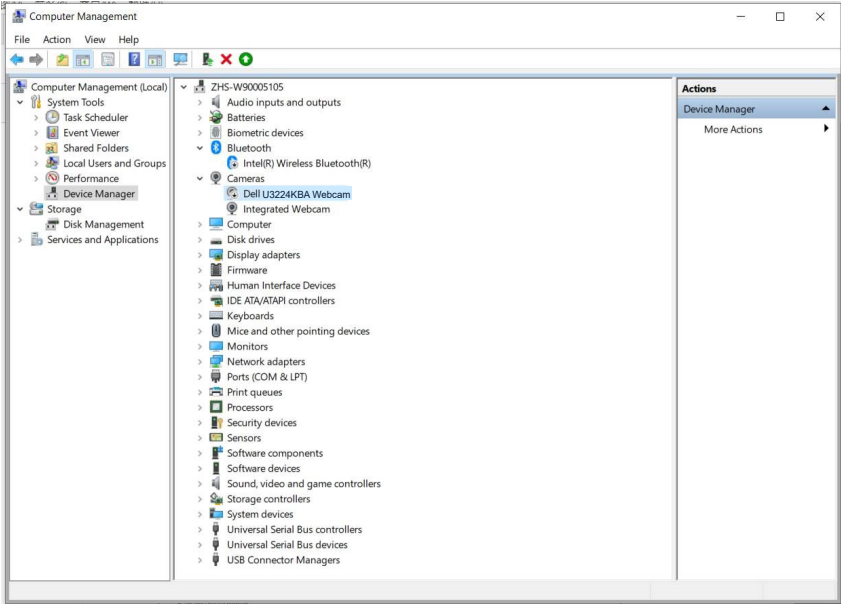 Computer Management
File Action View Help
Computer Management (Local)
System Tools
Task Scheduler
Event Viewer
Shared Folders
Local Users and Groups
Performance
Device Manager
Storage
Disk Management
Services and Applications
ZHS-W90005105
Audio inputs and outputs
Batteries
Biometric devices
Bluetooth
Intel(R) Wireless Bluetooth(R)
Cameras
Dell U3224KBA Webcam
Integrated Webcam
Computer
Disk drives
Display adapters
Firmware
Human Interface Devices
IDE ATA/ATAPI controllers
Keyboards
Mice and other pointing devices
Monitors
Network adapters
Ports (COM & LPT)
Print queues
Processors
Security devices
Sensors
Software components
Software devices
Sound, video and game controllers
Storage controllers
System devices
Universal Serial Bus controllers
Universal Serial Bus devices
USB Connector Managers
Actions
Device Manager
More Actions